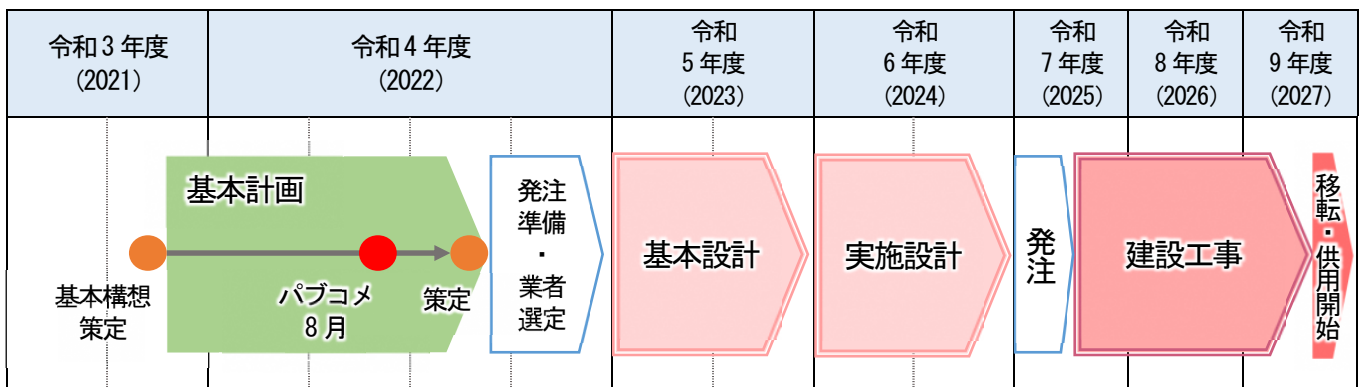 令和3年度
(2021)
令和4年度
(2022)
令和
5年度
(2023)
令和
6年度
(2024)
令和
7年度
(2025)
令和
8年度
(2026)
令和
9年度
(2027)
基本計画
基本構想
策定
パブコメ
8月
策定
発注
準備
・
業者
選定
基本設計
実施設計
発注
建設工事
移転・供用開始